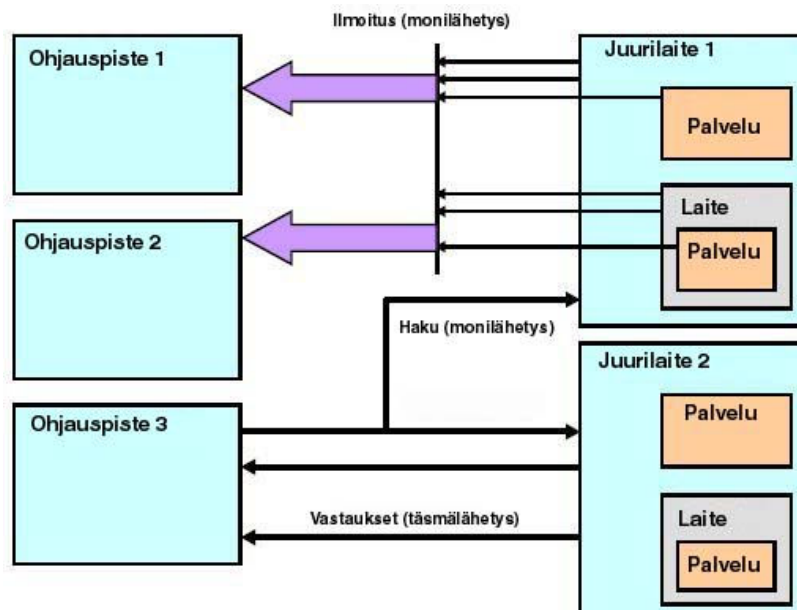 Ilmoitus (monilähetys)
Ohjauspiste 1
Juurilaite 1
Palvelu
Laite
Palvelu
Ohjauspiste 2
Haku (monilähetys)
Juurilaite 2
Ohjauspiste 3
Palvelu
Vastaukset (täsmälähetys)
Laite
Palvelu